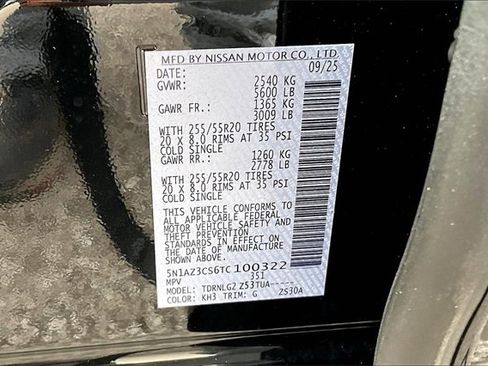 MFD BY NISSAN MOTOR CO., LTD.
DATE: 09/25
GVWR: 2540 KG
5600 LB
GAWR FR.: 1365 KG
3009 LB
WITH 255/55R20 TIRES
20 x 8.0 RIMS AT 35 PSI
COLD SINGLE
GAWR RR.: 1260 KG
2778 LB
WITH 255/55R20 TIRES
20 x 8.0 RIMS AT 35 PSI
COLD SINGLE
THIS VEHICLE CONFORMS TO
ALL APPLICABLE FEDERAL
MOTOR VEHICLE SAFETY AND
THEFT PREVENTION
STANDARDS IN EFFECT ON
THE DATE OF MANUFACTURE
SHOWN ABOVE.
5N1AZ3CS6TC100322
MPV 351
MODEL: TDRNLG2 Z53TUA-----
COLOR: KH3 TRIM: G ZS30A